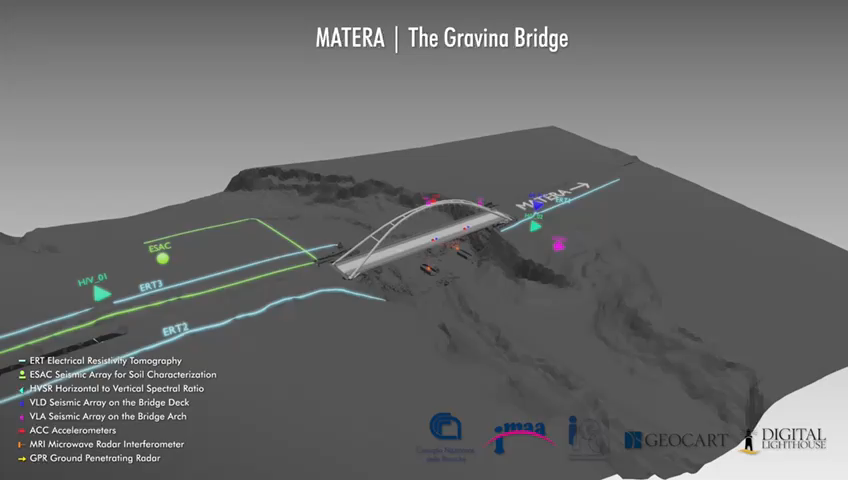 MATERA | The Gravina Bridge
MATERA
ESAC
H/V_01
ERT3
ERT2
ERT Electrical Resistivity Tomography
ESAC Seismic Array for Soil Characterization
HVSR Horizontal to Vertical Spectral Ratio
VLD Seismic Array on the Bridge Deck
VLA Seismic Array on the Bridge Arch
ACC Accelerometers
MRI Microwave Radar Interferometer
GPR Ground Penetrating Radar
imaa
GEOCART
DIGITAL
LIGHTHOUSE